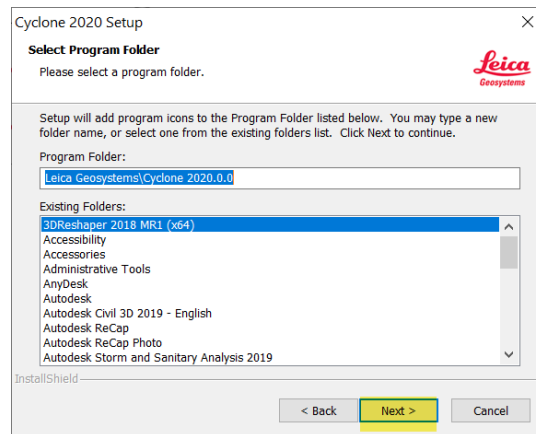 Cyclone 2020 Setup
Select Program Folder
Please select a program folder.
Leica
Geosystems
Setup will add program icons to the Program Folder listed below. You may type a new
folder name, or select one from the existing folders list. Click Next to continue.
Program Folder:
Leica Geosystems\Cyclone 2020.0.0
Existing Folders:
3DReshaper 2018 MR1 (x64)
Accessibility
Accessories
Administrative Tools
AnyDesk
Autodesk
Autodesk Civil 3D 2019 - English
Autodesk ReCap
Autodesk ReCap Photo
Autodesk Storm and Sanitary Analysis 2019
InstallShield
< Back Next > Cancel